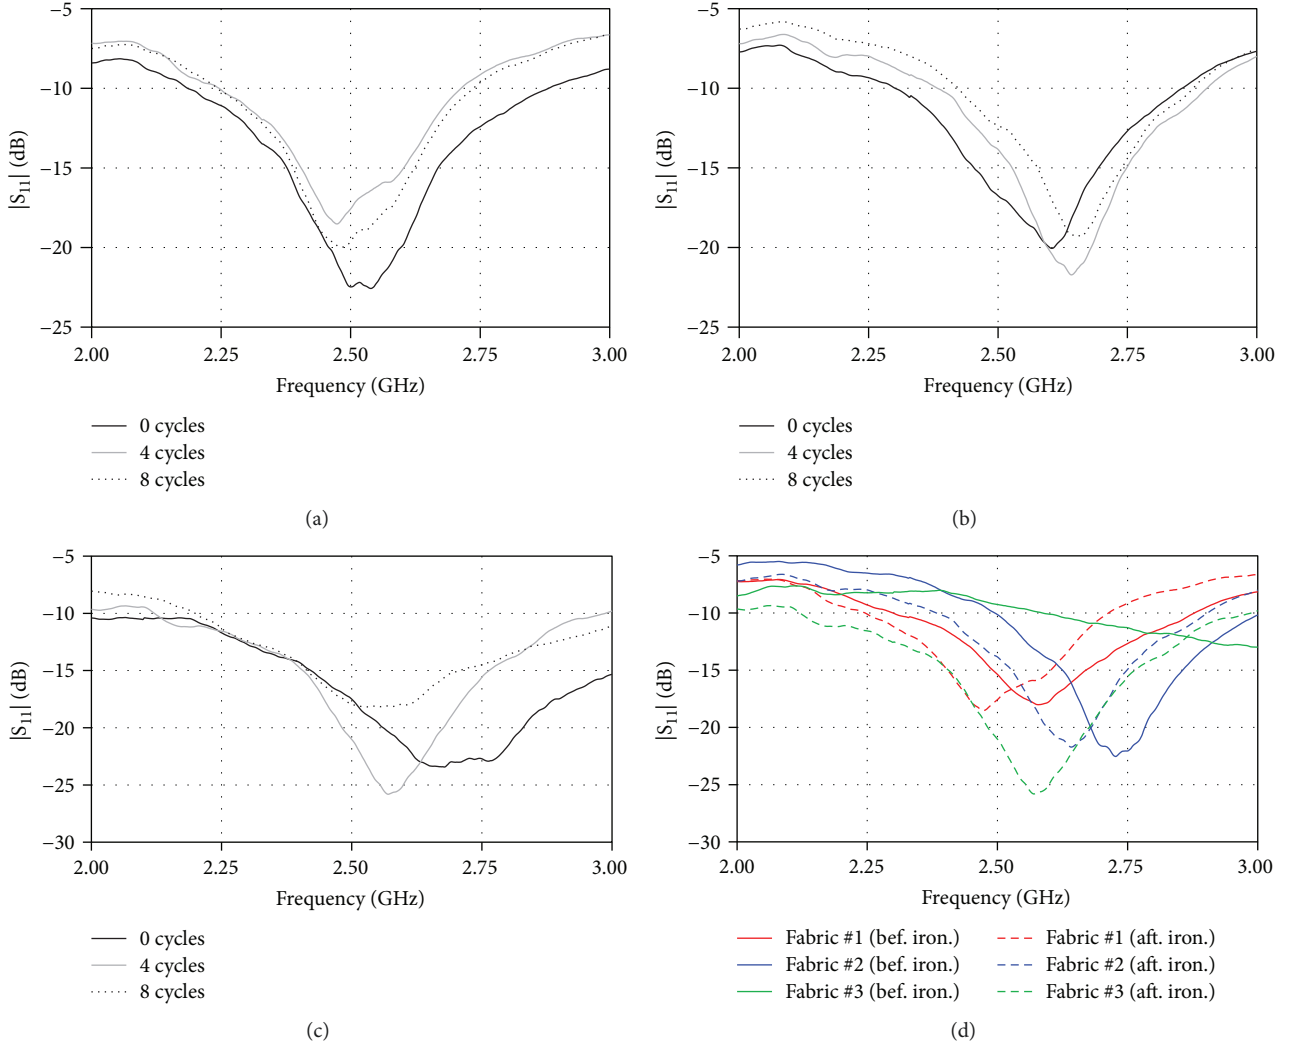 −5
−10
−15
−20
−25
|S11| (dB)
2.00 2.25 2.50 2.75 3.00
Frequency (GHz)
0 cycles
4 cycles
8 cycles
(a)
−5
−10
−15
−20
−25
|S11| (dB)
2.00 2.25 2.50 2.75 3.00
Frequency (GHz)
0 cycles
4 cycles
8 cycles
(b)
−5
−10
−15
−20
−25
−30
|S11| (dB)
2.00 2.25 2.50 2.75 3.00
Frequency (GHz)
0 cycles
4 cycles
8 cycles
(c)
−5
−10
−15
−20
−25
−30
|S11| (dB)
2.00 2.25 2.50 2.75 3.00
Frequency (GHz)
Fabric #1 (bef. iron.)
Fabric #2 (bef. iron.)
Fabric #3 (bef. iron.)
Fabric #1 (aft. iron.)
Fabric #2 (aft. iron.)
Fabric #3 (aft. iron.)
(d)